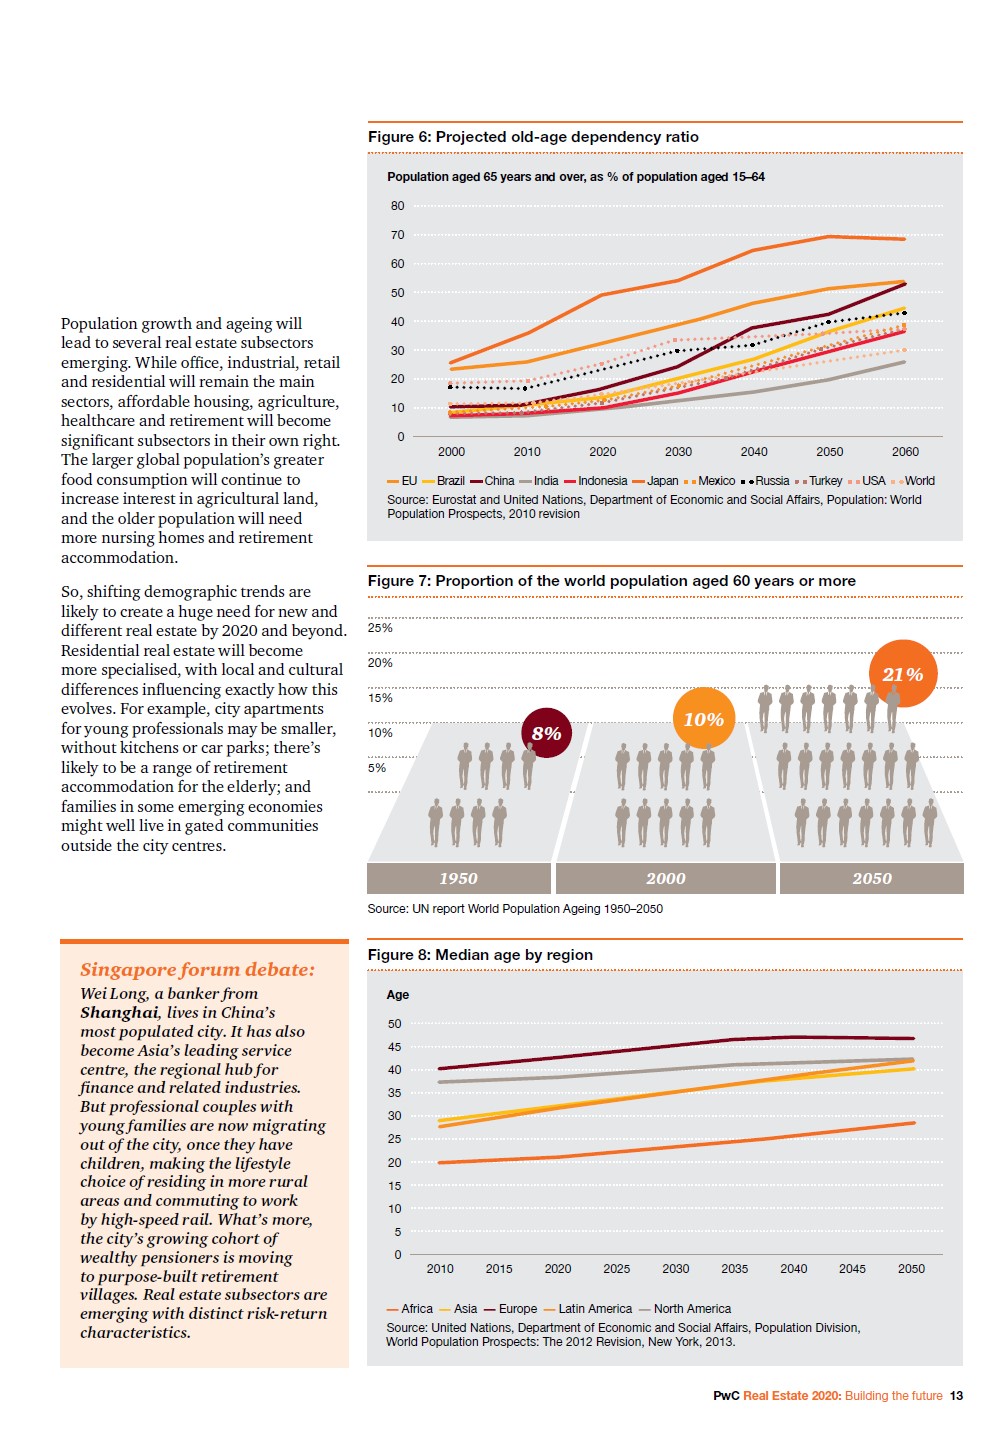 Population growth and ageing will
lead to several real estate subsectors
emerging. While office, industrial, retail
and residential will remain the main
sectors, affordable housing, agriculture,
healthcare and retirement will become
significant subsectors in their own right.
The larger global population's greater
food consumption will continue to
increase interest in agricultural land,
and the older population will need
more nursing homes and retirement
accommodation.
So, shifting demographic trends are
likely to create a huge need for new and
different real estate by 2020 and beyond.
Residential real estate will become
more specialised, with local and cultural
differences influencing exactly how this
evolves. For example, city apartments
for young professionals may be smaller,
without kitchens or car parks; there's
likely to be a range of retirement
accommodation for the elderly; and
families in some emerging economies
might well live in gated communities
outside the city centres.
Singapore forum debate:
Wei Long, a banker from
Shanghai, lives in China's
most populated city. It has also
become Asia's leading service
centre, the regional hub for
finance and related industries.
But professional couples with
young families are now migrating
out of the city, once they have
children, making the lifestyle
choice of residing in more rural
areas and commuting to work
by high-speed rail. What's more,
the city's growing cohort of
wealthy pensioners is moving
to purpose-built retirement
villages. Real estate subsectors are
emerging with distinct risk-return
characteristics.
Figure 6: Projected old-age dependency ratio
Population aged 65 years and over, as % of population aged 15–64
80
70
60
50
40
30
20
10
0
2000 2010 2020 2030 2040 2050 2060
EU Brazil China India Indonesia Japan Mexico Russia Turkey USA World
Source: Eurostat and United Nations, Department of Economic and Social Affairs, Population: World
Population Prospects, 2010 revision
Figure 7: Proportion of the world population aged 60 years or more
25%
20%
15%
10%
5%
8%
10%
21%
1950 2000 2050
Source: UN report World Population Ageing 1950–2050
Figure 8: Median age by region
Age
50
45
40
35
30
25
20
15
10
5
0
2010 2015 2020 2025 2030 2035 2040 2045 2050
Africa Asia Europe Latin America North America
Source: United Nations, Department of Economic and Social Affairs, Population Division,
World Population Prospects: The 2012 Revision, New York, 2013.
PwC Real Estate 2020: Building the future 13